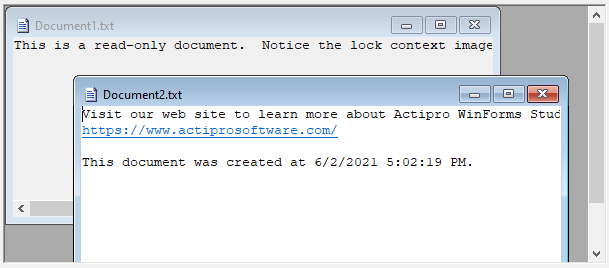 Document1.txt
This is a read-only document.  Notice the lock context image
Document2.txt
Visit our web site to learn more about Actipro WinForms Stud
https://www.actiprosoftware.com/
This document was created at 6/2/2021 5:02:19 PM.